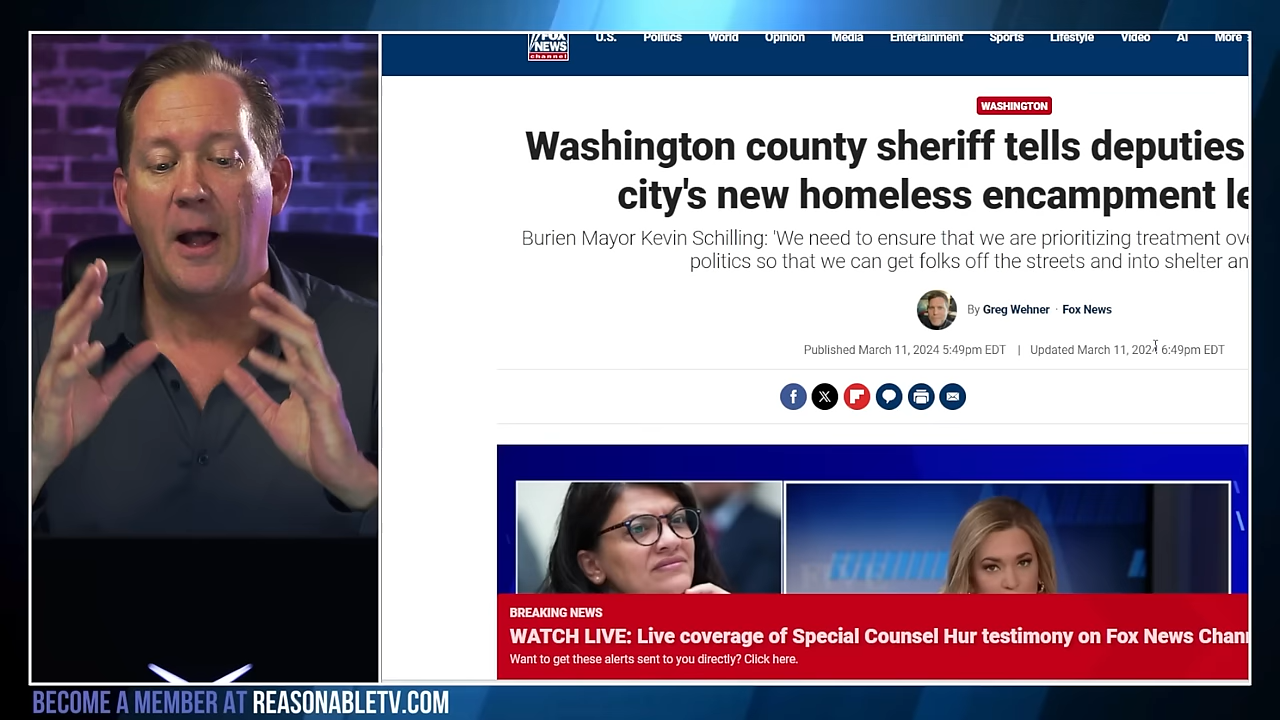 FOX
NEWS
channel
U.S. Politics World Opinion Media Entertainment Sports Lifestyle Video AI More
WASHINGTON
Washington county sheriff tells deputies
city's new homeless encampment
Burien Mayor Kevin Schilling: 'We need to ensure that we are prioritizing treatment
politics so that we can get folks off the streets and into shelter
By Greg Wehner · Fox News
Published March 11, 2024 5:49pm EDT | Updated March 11, 2024 6:49pm EDT
BREAKING NEWS
WATCH LIVE: Live coverage of Special Counsel Hur testimony on Fox News
Want to get these alerts sent to you directly? Click here.
BECOME A MEMBER AT REASONABLETV.COM